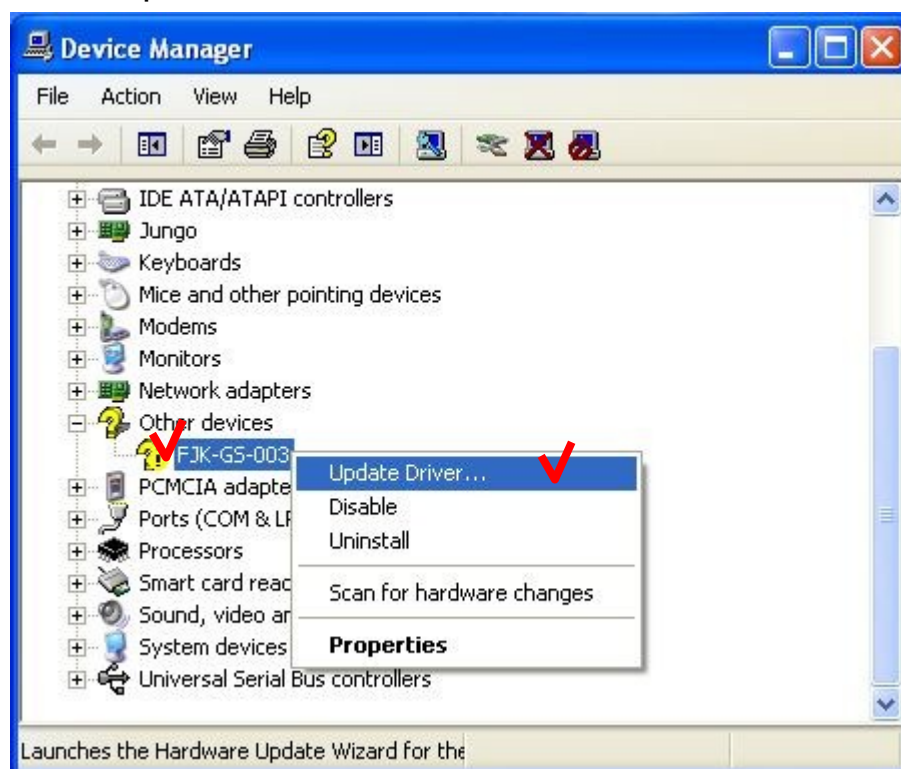 Device Manager
File Action View Help
IDE ATA/ATAPI controllers
Jungo
Keyboards
Mice and other pointing devices
Modems
Monitors
Network adapters
Other devices
FJK-GS-003
Update Driver...
Disable
Uninstall
Scan for hardware changes
Properties
PCMCIA adapte
Ports (COM & LP
Processors
Smart card read
Sound, video an
System devices
Universal Serial Bus controllers
Launches the Hardware Update Wizard for the